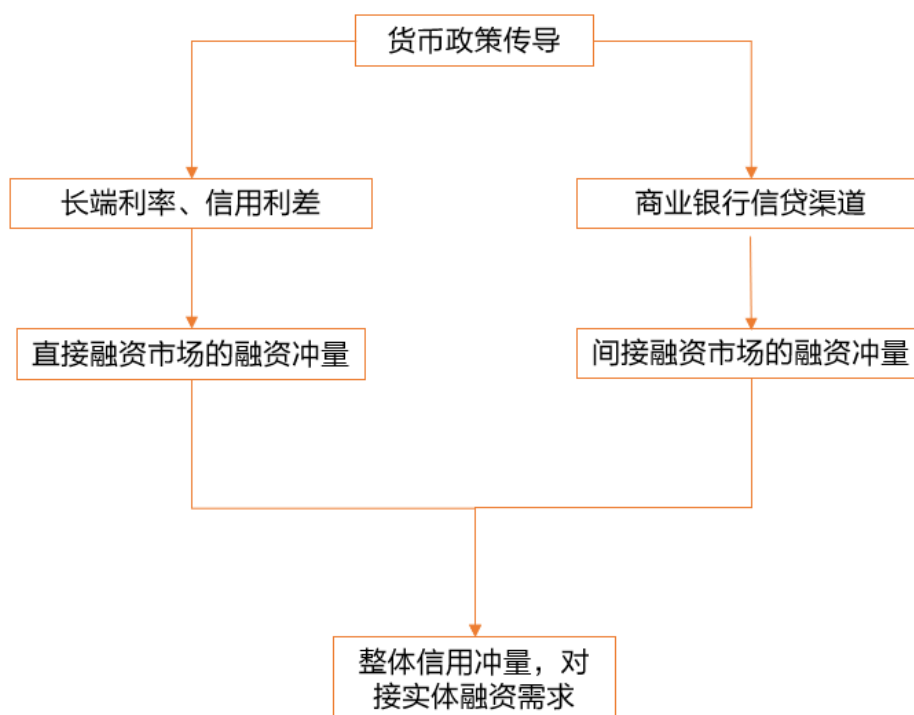 货币政策传导
长端利率、信用利差
商业银行信贷渠道
直接融资市场的融资冲量
间接融资市场的融资冲量
整体信用冲量，对
接实体融资需求